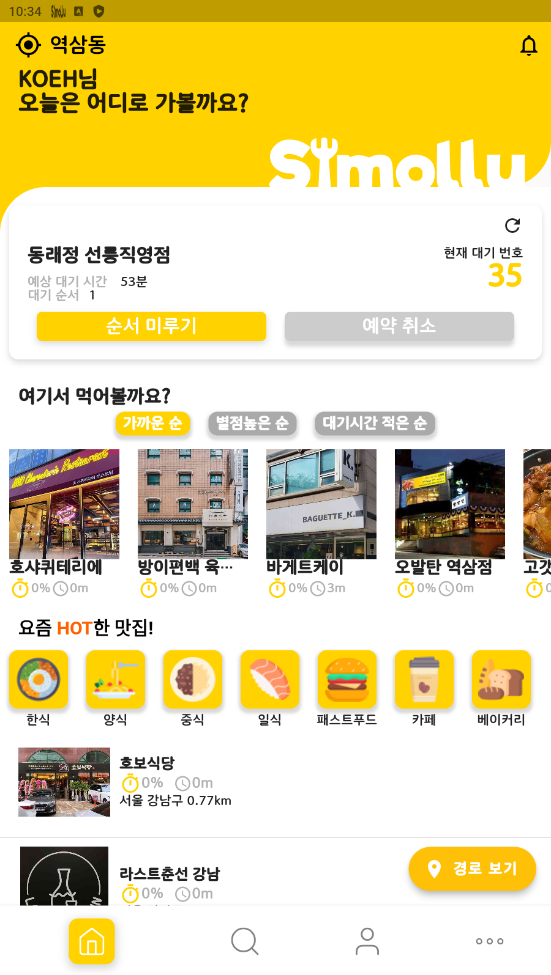 10:34 Simolly A
역삼동
KOEH님
오늘은 어디로 가볼까요?
Simolly
동래정 선릉직영점
현재 대기 번호
35
예상 대기 시간 53분
대기 순서 1
순서 미루기 예약 취소
여기서 먹어볼까요?
가까운 순 별점높은 순 대기시간 적은 순
BAGUETTE_K.
호샤퀴테리에 방이편백 육… 바게트케이 오발탄 역삼점 고갯
0% 0m 0% 0m 0% 3m 0% 0m
요즘 HOT한 맛집!
한식 양식 중식 일식 패스트푸드 카페 베이커리
호보식당
0% 0m
서울 강남구 0.77km
라스트춘선 강남
0% 0m
경로 보기